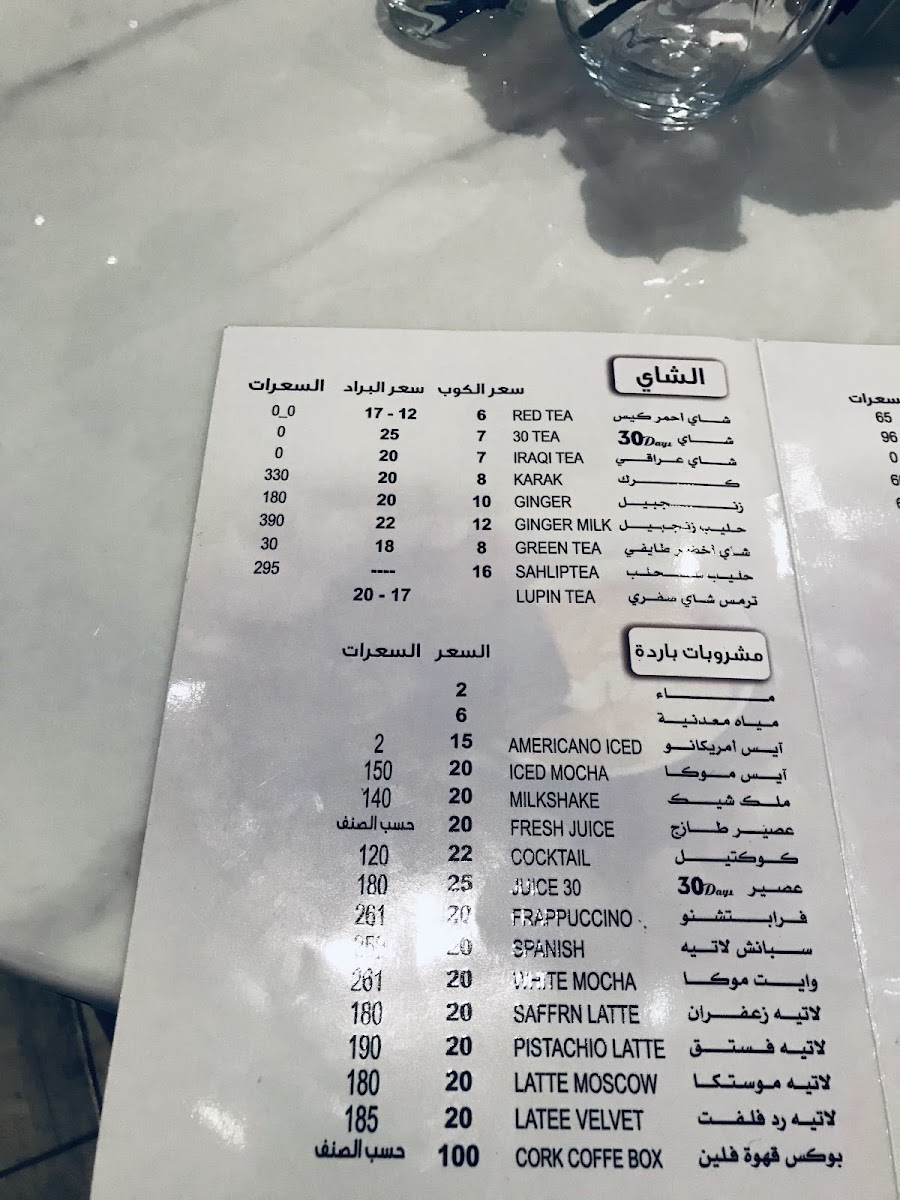 الشاي
سعر الكوب سعر البراد السعرات
شاي احمر كيس RED TEA 6 17 - 12 0_0
شاي 30Days 30 TEA 7 25 0
شاي عراقي IRAQI TEA 7 20 0
كرك KARAK 8 20 330
زنجبيل GINGER 10 20 180
حليب زنجبيل GINGER MILK 12 22 390
شاي أخضر طايفي GREEN TEA 8 18 30
حليب سحلب SAHLIPTEA 16 ---- 295
ترمس شاي سفري LUPIN TEA 20 - 17
مشروبات باردة
السعر السعرات
ماء 2
مياه معدنية 6
آيس أمريكانو AMERICANO ICED 15 2
آيس موكا ICED MOCHA 20 150
ملك شيك MILKSHAKE 20 140
عصير طازج FRESH JUICE 20 حسب الصنف
كوكتيل COCKTAIL 22 120
عصير 30Days JUICE 30 25 180
فرابتشنو FRAPPUCCINO 20 261
سبانش لاتيه SPANISH 20
وايت موكا WHITE MOCHA 20 261
لاتيه زعفران SAFFRN LATTE 20 180
لاتيه فستق PISTACHIO LATTE 20 190
لاتيه موستكا LATTE MOSCOW 20 180
لاتيه رد فلفت LATEE VELVET 20 185
بوكس قهوة فلين CORK COFFE BOX 100 حسب الصنف
65
96
0